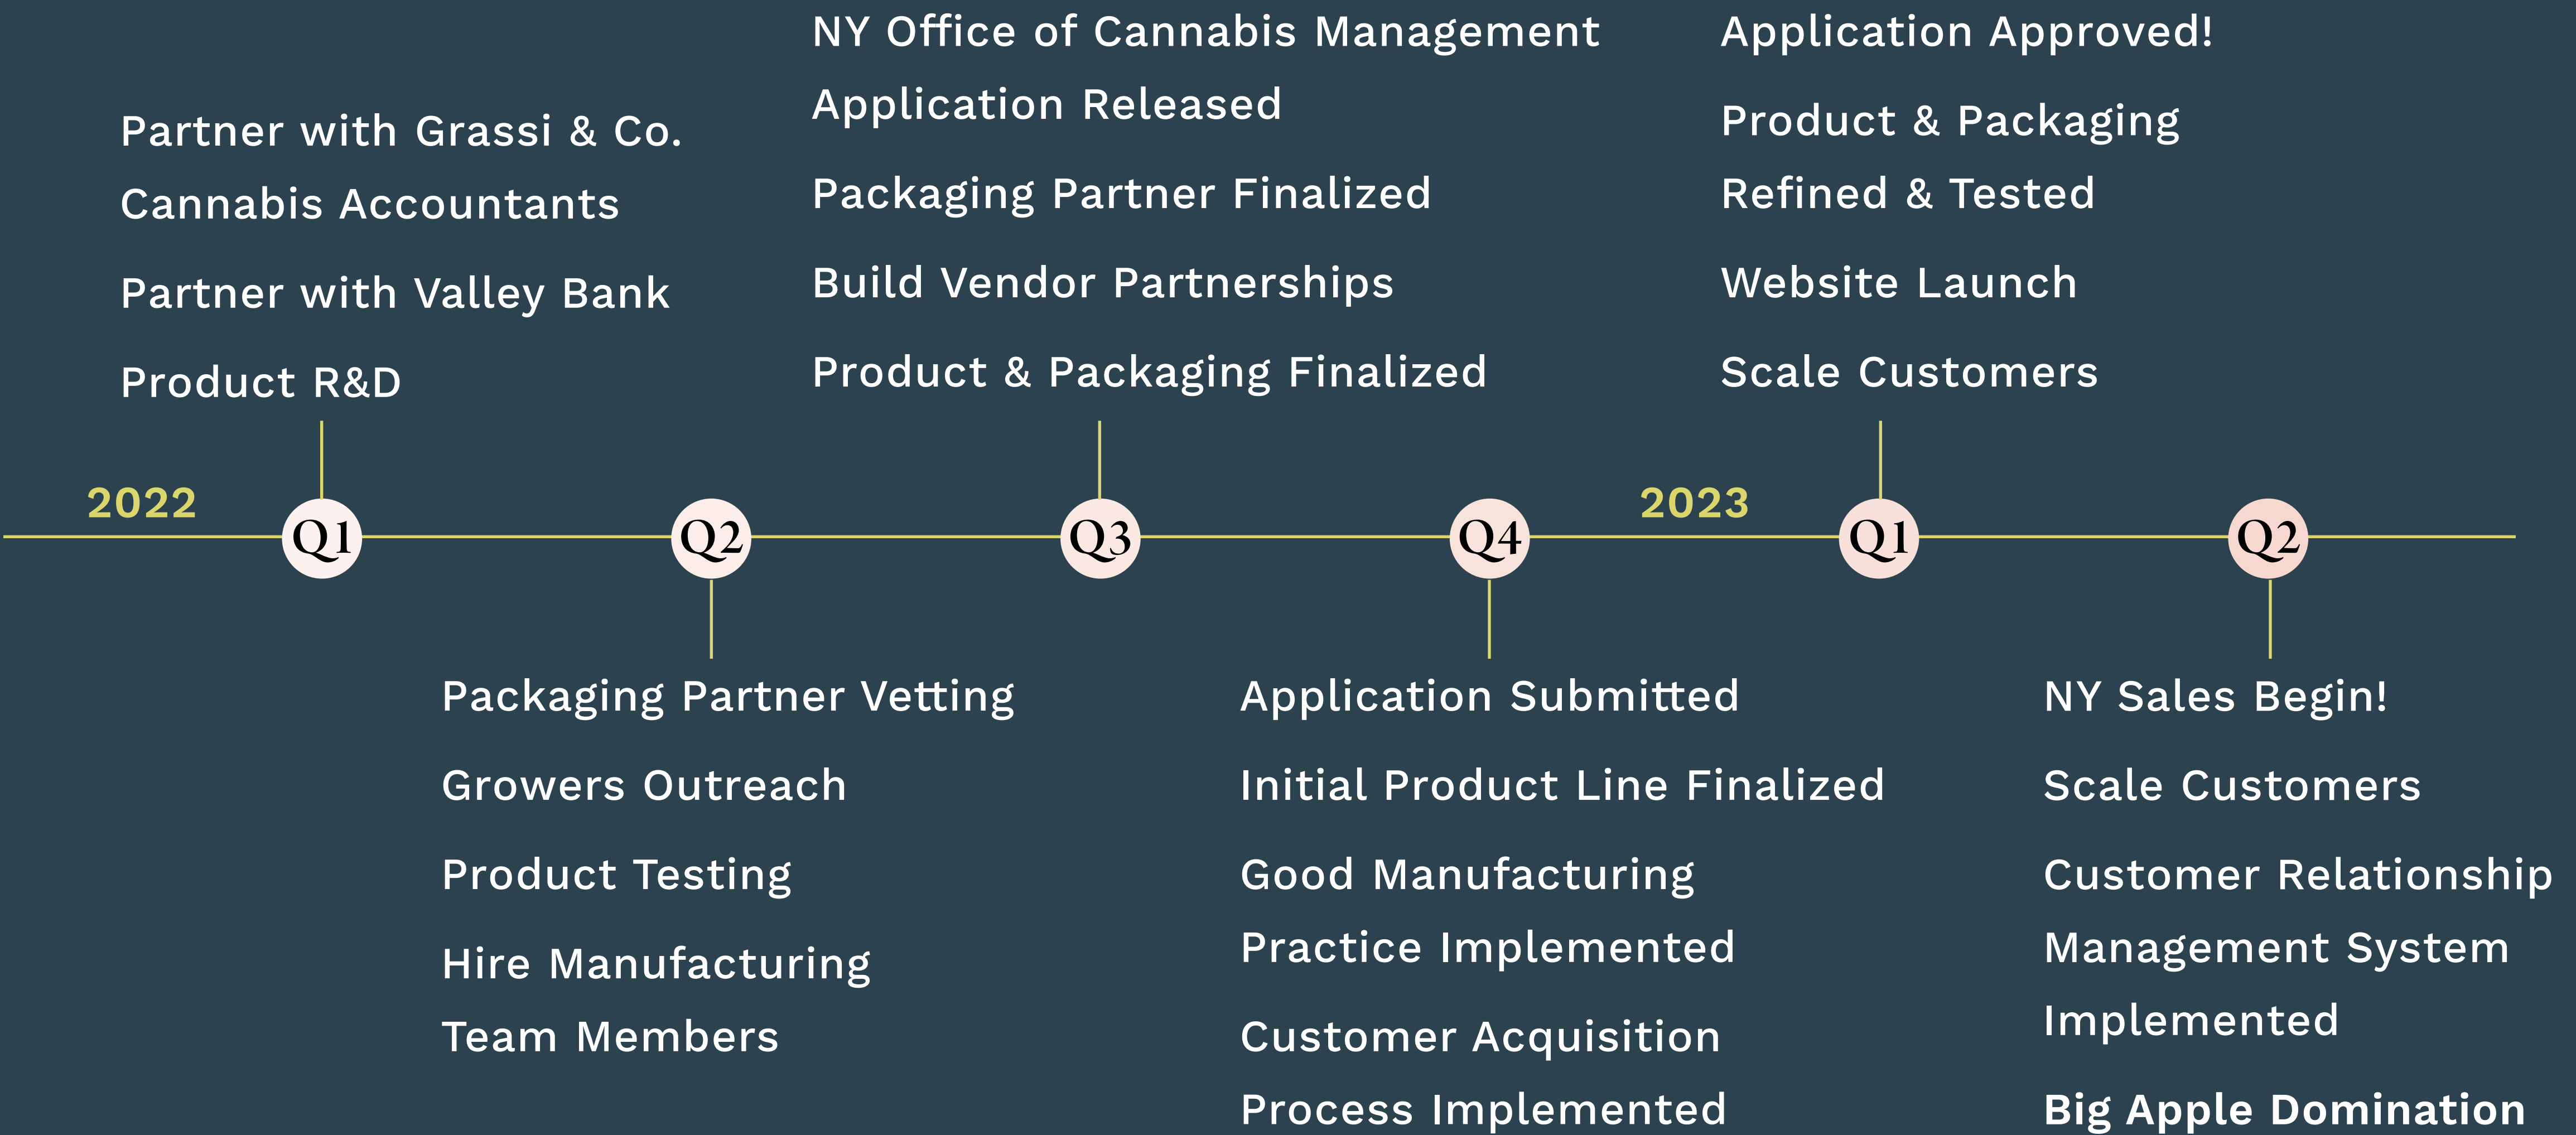 Partner with Grassi & Co.
Cannabis Accountants
Partner with Valley Bank
Product R&D
NY Office of Cannabis Management
Application Released
Packaging Partner Finalized
Build Vendor Partnerships
Product & Packaging Finalized
Application Approved!
Product & Packaging
Refined & Tested
Website Launch
Scale Customers
2022
Q1
Q2
Q3
Q4
2023
Q1
Q2
Packaging Partner Vetting
Growers Outreach
Product Testing
Hire Manufacturing
Team Members
Application Submitted
Initial Product Line Finalized
Good Manufacturing
Practice Implemented
Customer Acquisition
Process Implemented
NY Sales Begin!
Scale Customers
Customer Relationship
Management System
Implemented
Big Apple Domination